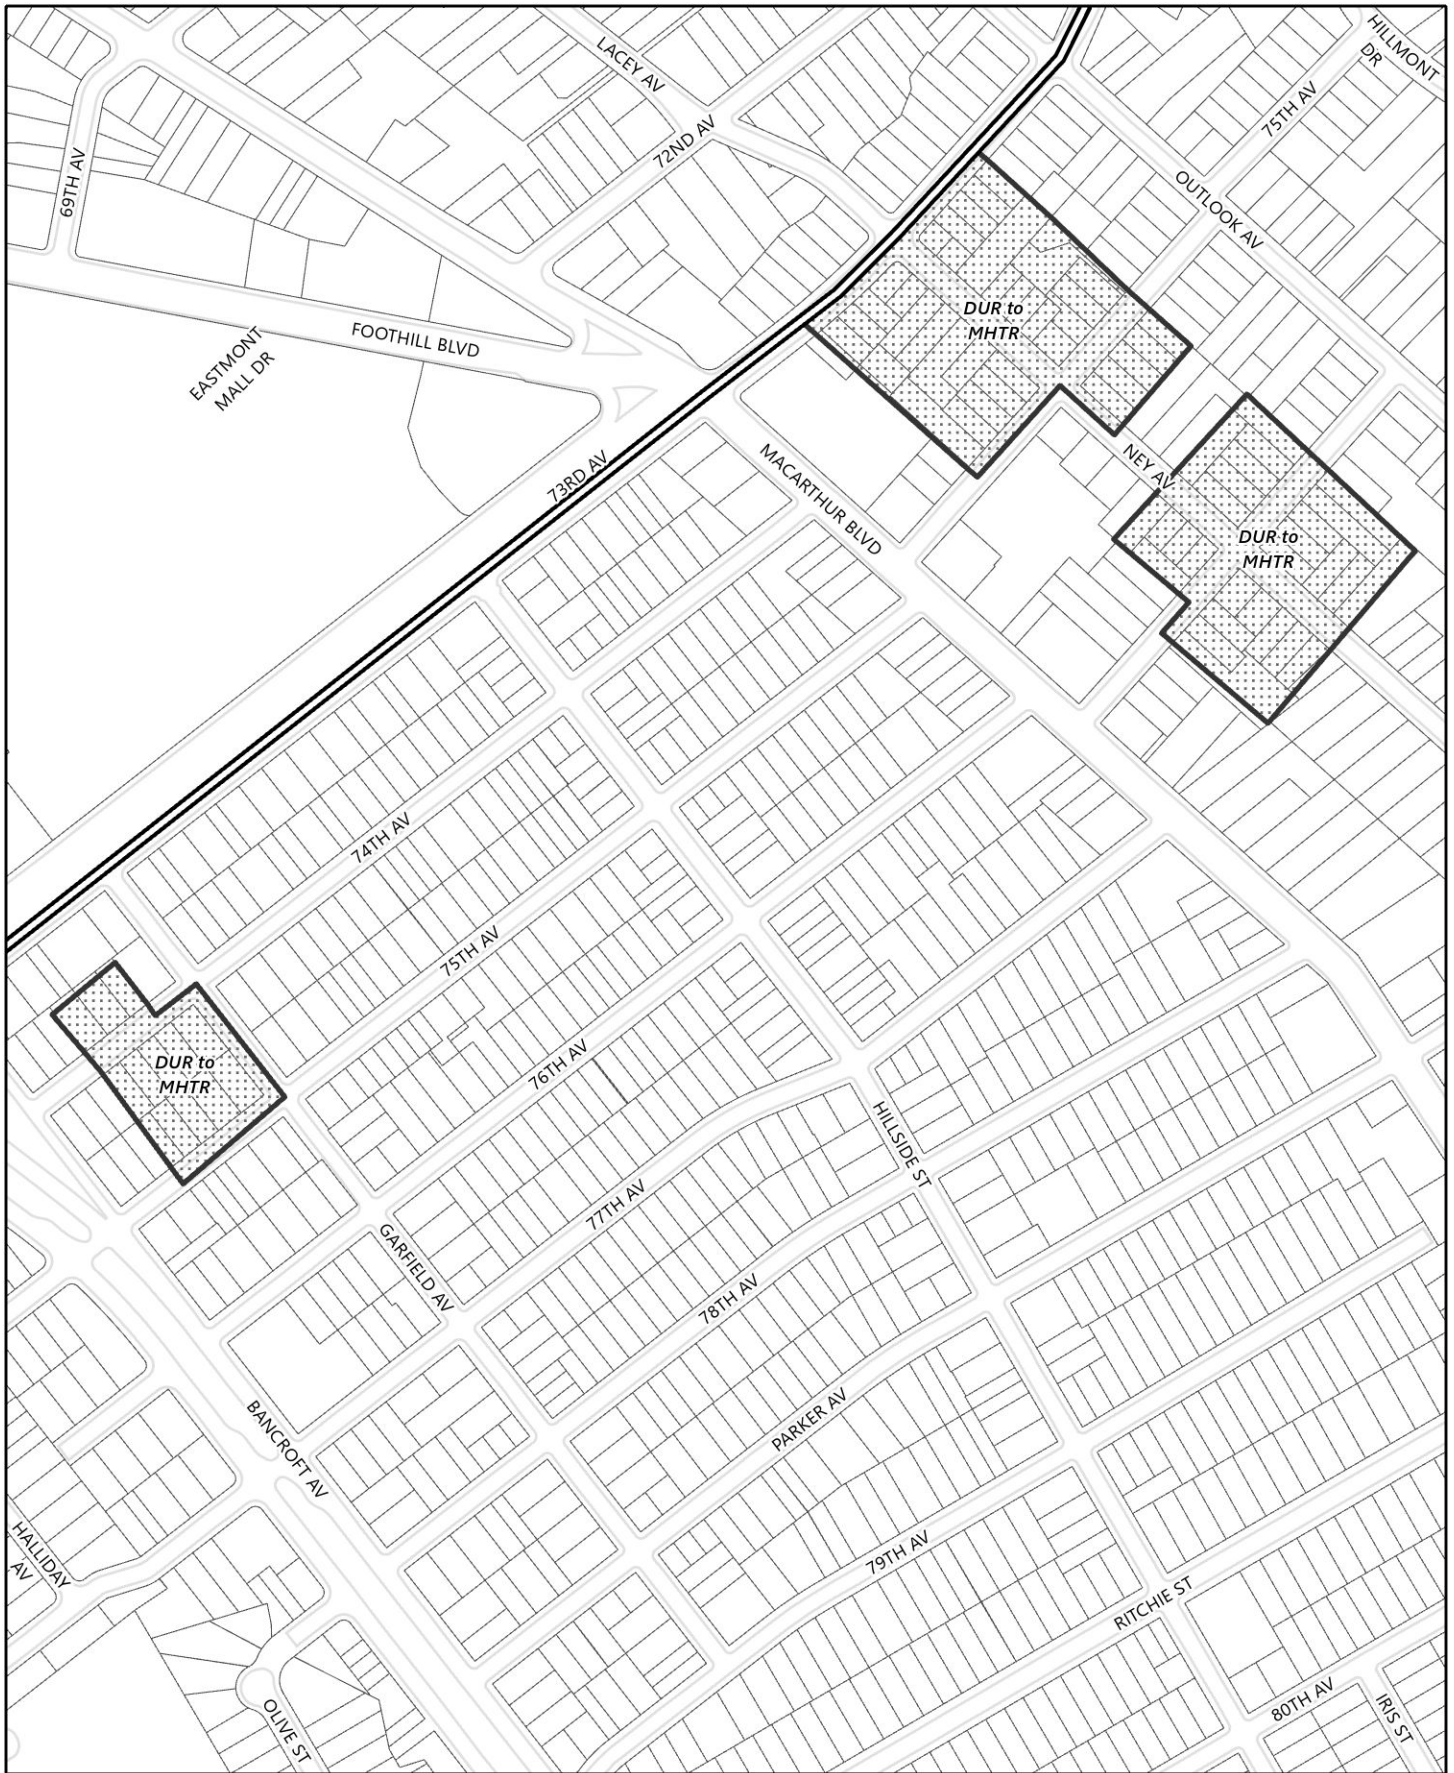 HILLMONT
DR
LACEY AV
75TH AV
72ND AV
69TH AV
OUTLOOK AV
DUR to
MHTR
FOOTHILL BLVD
EASTMONT
MALL DR
73RD AV
MACARTHUR BLVD
NEY AV
DUR to
MHTR
74TH AV
75TH AV
DUR to
MHTR
76TH AV
HILLSIDE ST
77TH AV
GARFIELD AV
78TH AV
PARKER AV
BANCROFT AV
HALLIDAY
AV
79TH AV
RITCHIE ST
80TH AV
IRIS ST
OLIVE ST